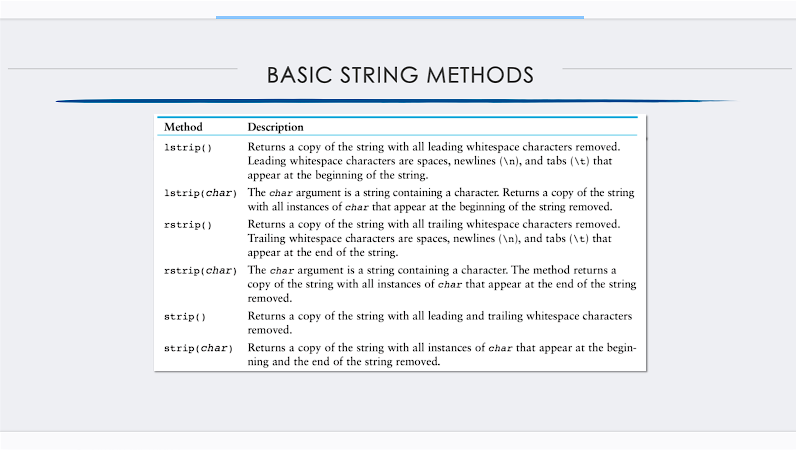 BASIC STRING METHODS
Method Description
lstrip() Returns a copy of the string with all leading whitespace characters removed.
Leading whitespace characters are spaces, newlines (\n), and tabs (\t) that
appear at the beginning of the string.
lstrip(char) The char argument is a string containing a character. Returns a copy of the string
with all instances of char that appear at the beginning of the string removed.
rstrip() Returns a copy of the string with all trailing whitespace characters removed.
Trailing whitespace characters are spaces, newlines (\n), and tabs (\t) that
appear at the end of the string.
rstrip(char) The char argument is a string containing a character. The method returns a
copy of the string with all instances of char that appear at the end of the string
removed.
strip() Returns a copy of the string with all leading and trailing whitespace characters
removed.
strip(char) Returns a copy of the string with all instances of char that appear at the begin-
ning and the end of the string removed.